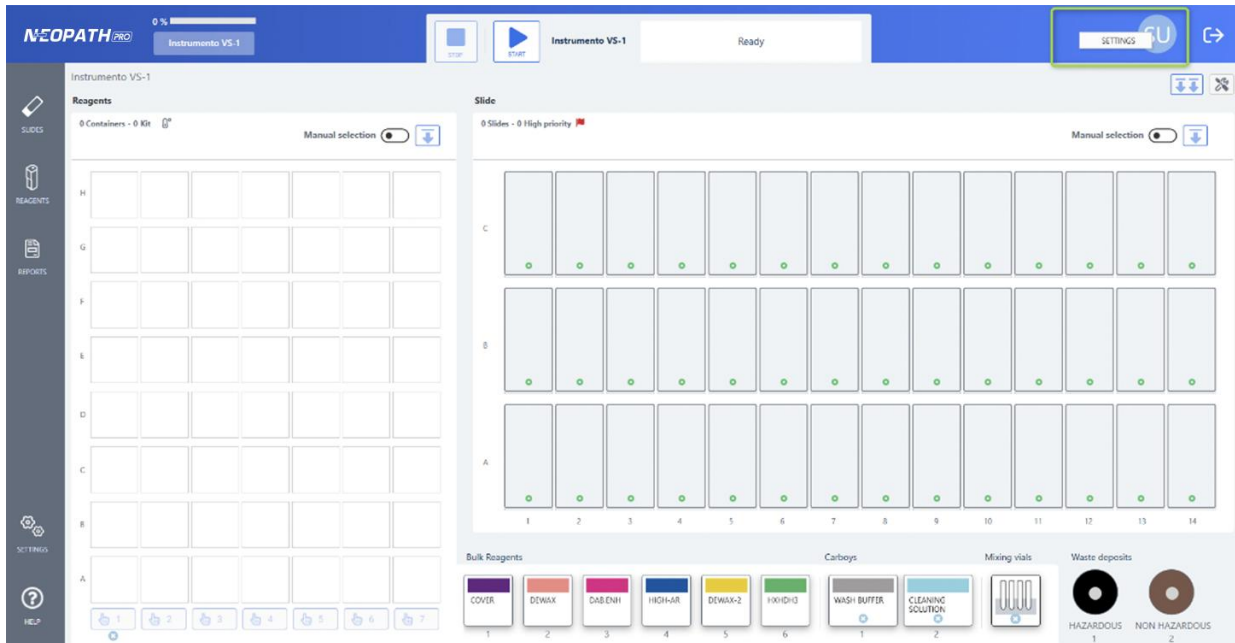 NEOPATH PRO
0 %
Instrumento VS-1
STOP
START
Instrumento VS-1
Ready
SETTINGS
SU
Instrumento VS-1
SLIDES
REAGENTS
REPORTS
SETTINGS
HELP
Reagents
0 Containers - 0 Kit
Manual selection
H
G
F
E
D
C
B
A
1 2 3 4 5 6 7
Slide
0 Slides - 0 High priority
Manual selection
C
B
A
1 2 3 4 5 6 7 8 9 10 11 12 13 14
Bulk Reagents
COVER DEWAX DAB.ENH HIGH-AR DEWAX-2
1 2 3 4 5 6
Carboys
WASH BUFFER CLEANING SOLUTION
1 2
Mixing vials
Waste deposits
HAZARDOUS NON HAZARDOUS
1 2